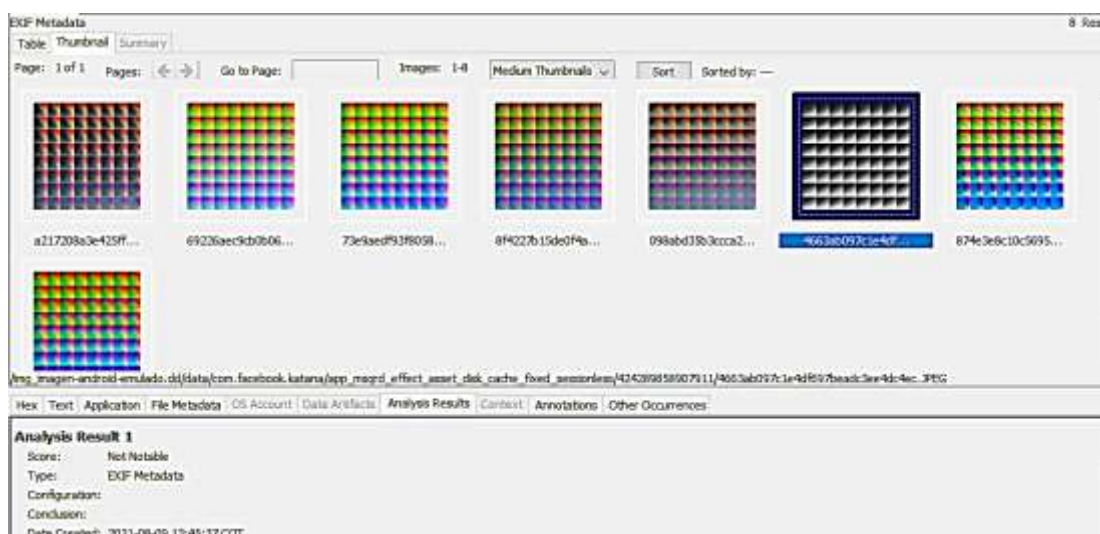 EXIF Metadata 8 Res
Table Thumbnail Summary
Page: 1 of 1 Pages: Go to Page: Images: 1-8 Medium Thumbnails Sort Sorted by: ---
a217208a3e425ff... 69226aec9cb0b06... 73e9aedf93f8058... 8f4227b15de0f4a... 098abd35b3ccca2... 4663ab097c1e4df... 874e3e8c10c5695...
/img_imagen-android-emulado.dd/data/com.facebook.katana/app_msqrd_effect_asset_disk_cache_fixed_sessionless/
Hex Text Application File Metadata OS Account Data Artifacts Analysis Results Context Annotations Other Occurrences
Analysis Result 1
Score: Not Notable
Type: EXIF Metadata
Configuration:
Conclusion:
Date Created: